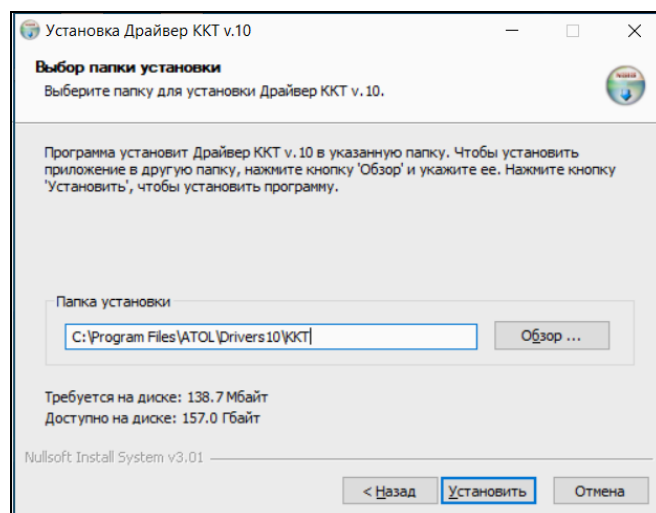 Установка Драйвер ККТ v.10
Выбор папки установки
Выберите папку для установки Драйвер ККТ v.10.
Программа установит Драйвер ККТ v.10 в указанную папку. Чтобы установить
приложение в другую папку, нажмите кнопку 'Обзор' и укажите ее. Нажмите кнопку
'Установить', чтобы установить программу.
Папка установки
C:\Program Files\ATOL\Drivers10\KKT
Обзор ...
Требуется на диске: 138.7 Мбайт
Доступно на диске: 157.0 Гбайт
Nullsoft Install System v3.01
< Назад
Установить
Отмена